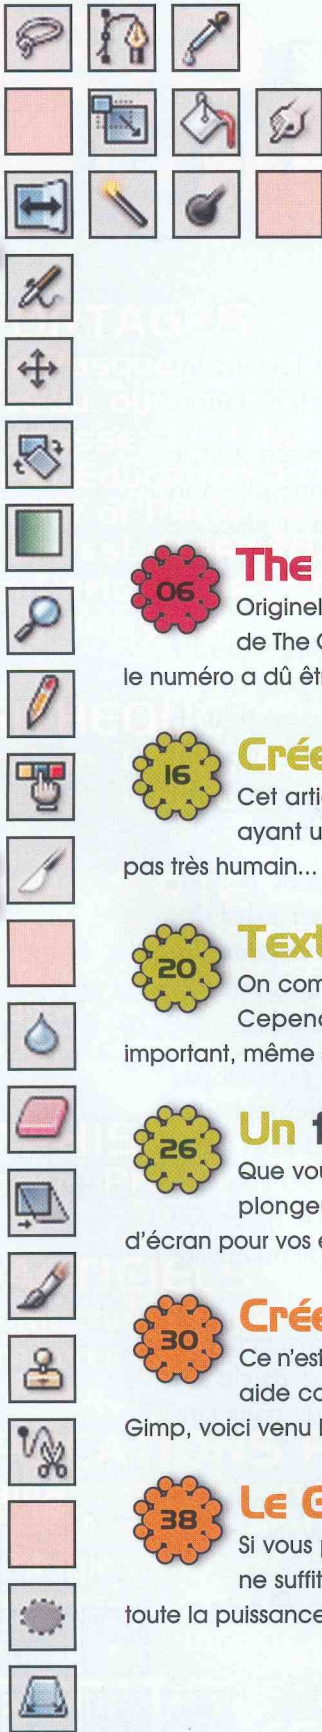 06
The
Originel
de The
le numéro a dû êt
16
Crée
Cet arti
ayant u
pas très humain...
20
Text
On com
Cepend
important, même
26
Un f
Que vou
plongeu
d'écran pour vos
30
Crée
Ce n'est
aide co
Gimp, voici venu
38
Le G
Si vous
ne suffit
toute la puissance